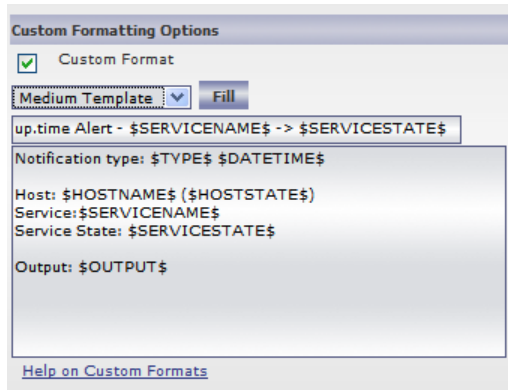 Custom Formatting Options
Custom Format
Medium Template Fill
up.time Alert - $SERVICENAME$ -> $SERVICESTATE$
Notification type: $TYPE$ $DATETIME$
Host: $HOSTNAME$ ($HOSTSTATE$)
Service:$SERVICENAME$
Service State: $SERVICESTATE$
Output: $OUTPUT$
Help on Custom Formats